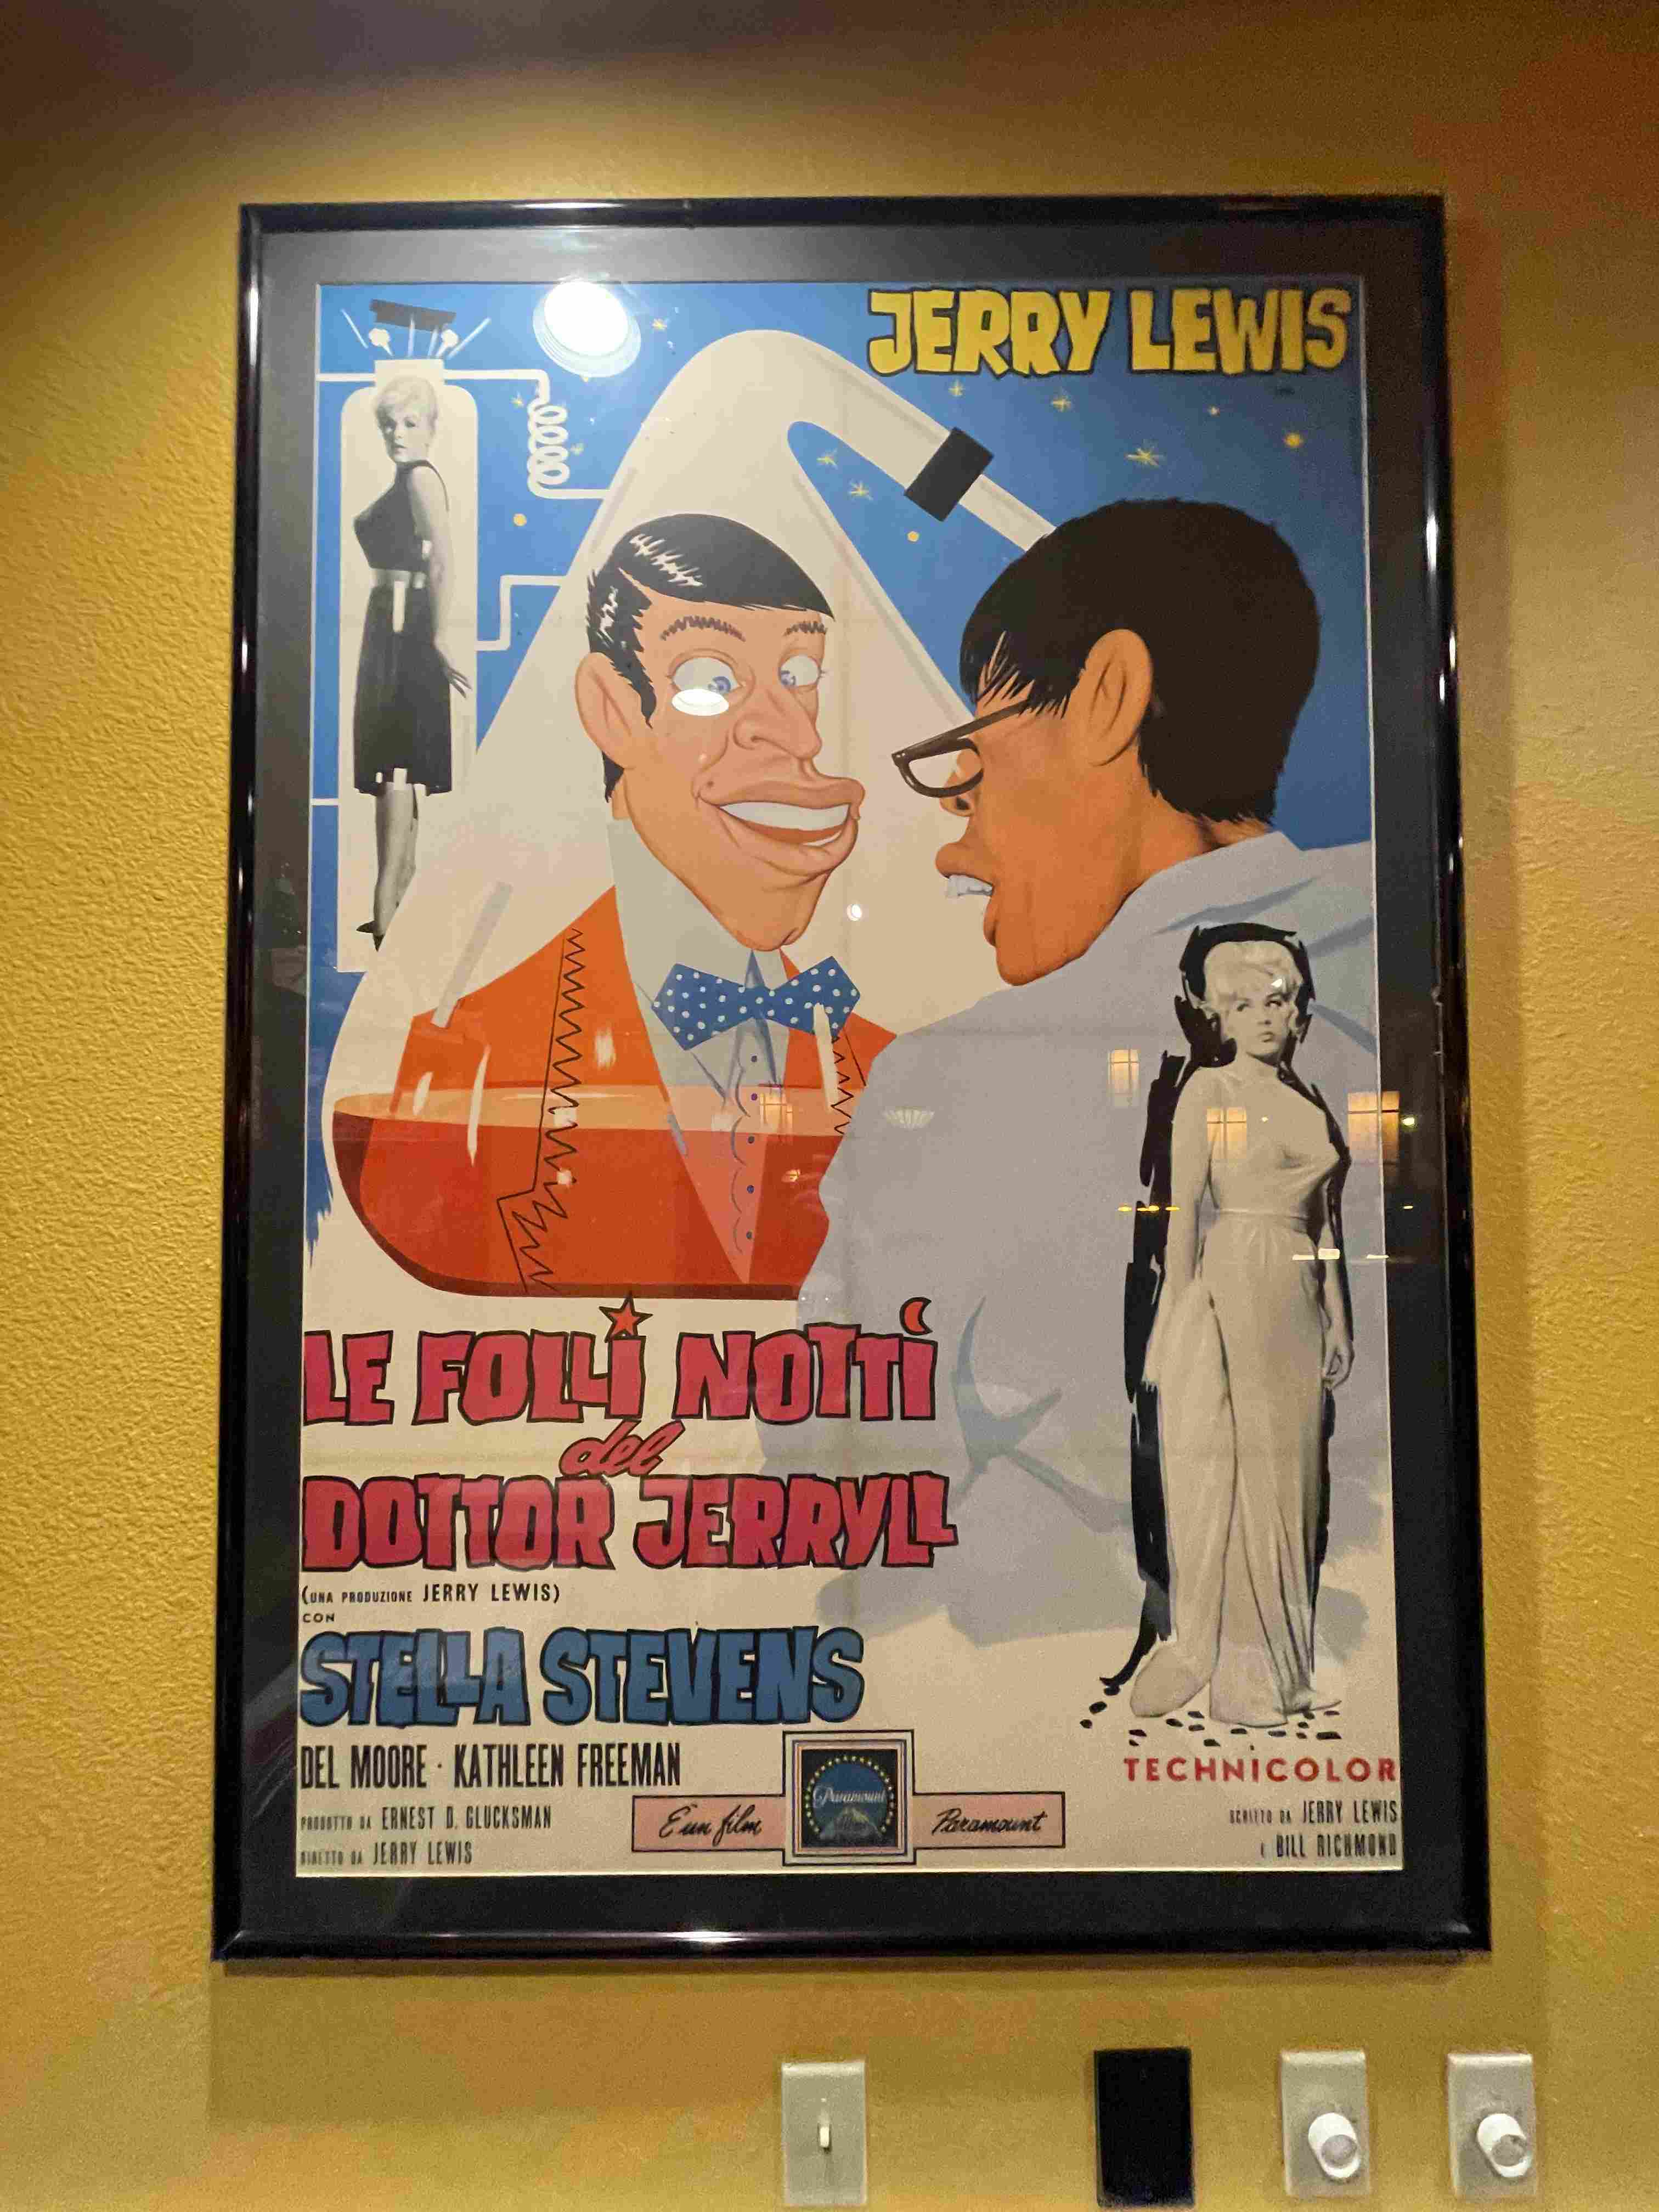 JERRY LEWIS
LE FOLLi NOTTi
del
DOTTOR JERRYLL
(UNA PRODUZIONE JERRY LEWIS)
CON
STELLA STEVENS
DEL MOORE · KATHLEEN FREEMAN
PRODOTTO DA ERNEST D. GLUCKSMAN
DIRETTO DA JERRY LEWIS
È un film
Paramount
Paramount
TECHNICOLOR
SCRITTO DA JERRY LEWIS
E BILL RICHMOND